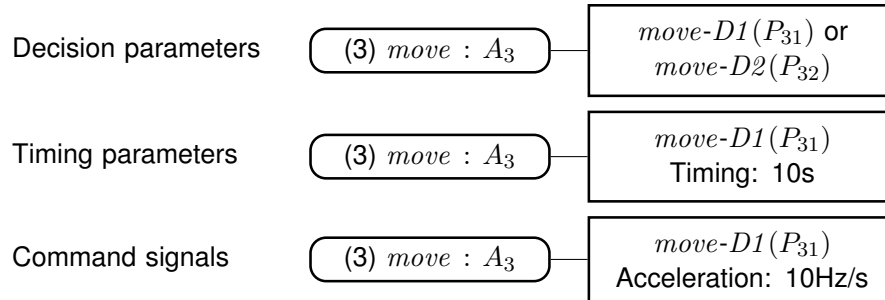 Decision parameters
(3) move : A3
move-D1(P31) or
move-D2(P32)
Timing parameters
(3) move : A3
move-D1(P31)
Timing: 10s
Command signals
(3) move : A3
move-D1(P31)
Acceleration: 10Hz/s